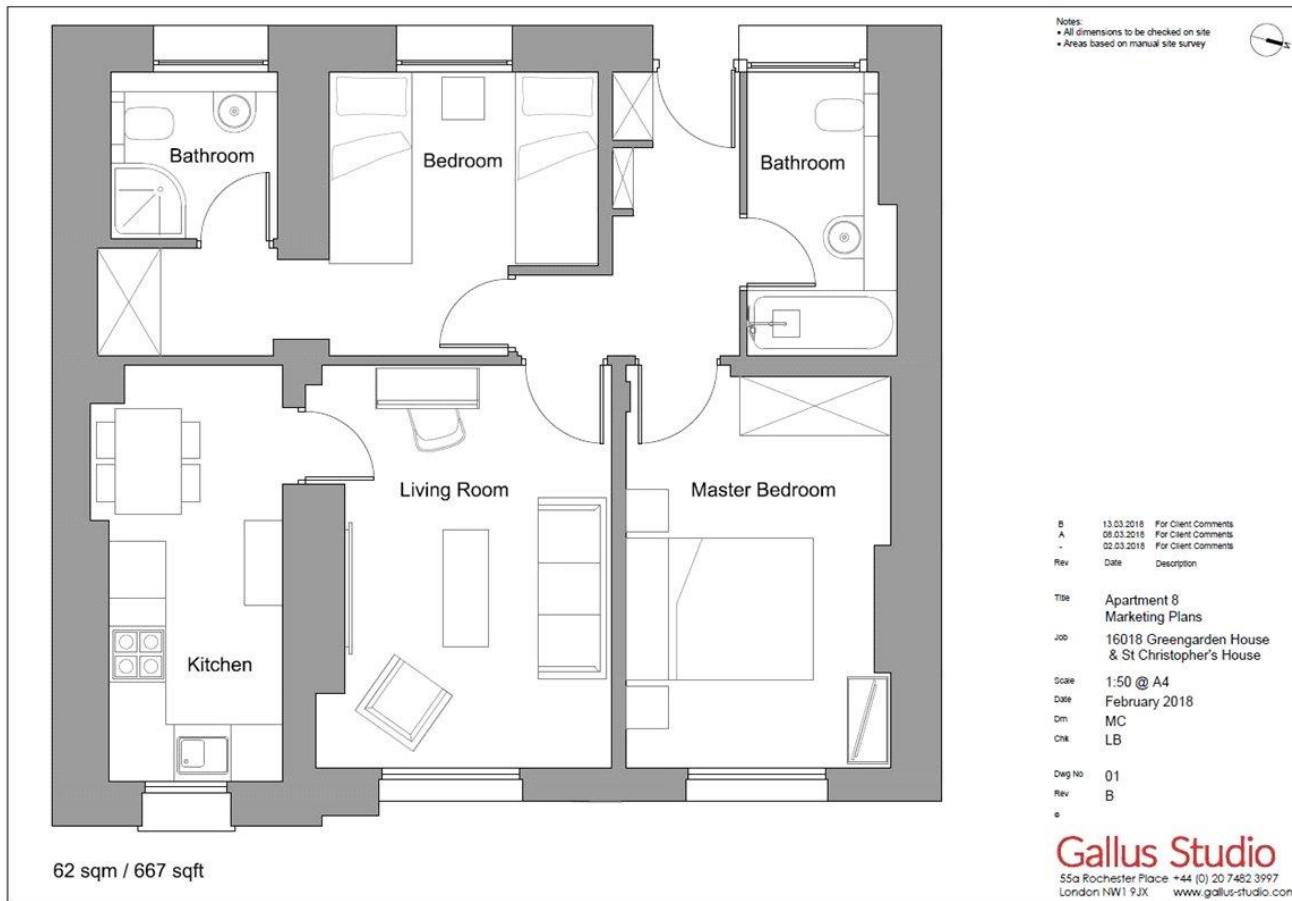 Notes:
• All dimensions to be checked on site
• Areas based on manual site survey
N
Bathroom
Bedroom
Bathroom
Living Room
Master Bedroom
Kitchen
62 sqm / 667 sqft
B 13.03.2018 For Client Comments
A 08.03.2018 For Client Comments
- 02.03.2018 For Client Comments
Rev Date Description
Title Apartment 8
Marketing Plans
Job 16018 Greengarden House
& St Christopher's House
Scale 1:50 @ A4
Date February 2018
Drn MC
Chk LB
Dwg No 01
Rev B
©
Gallus Studio
55a Rochester Place +44 (0) 20 7482 3997
London NW1 9JX www.gallus-studio.com